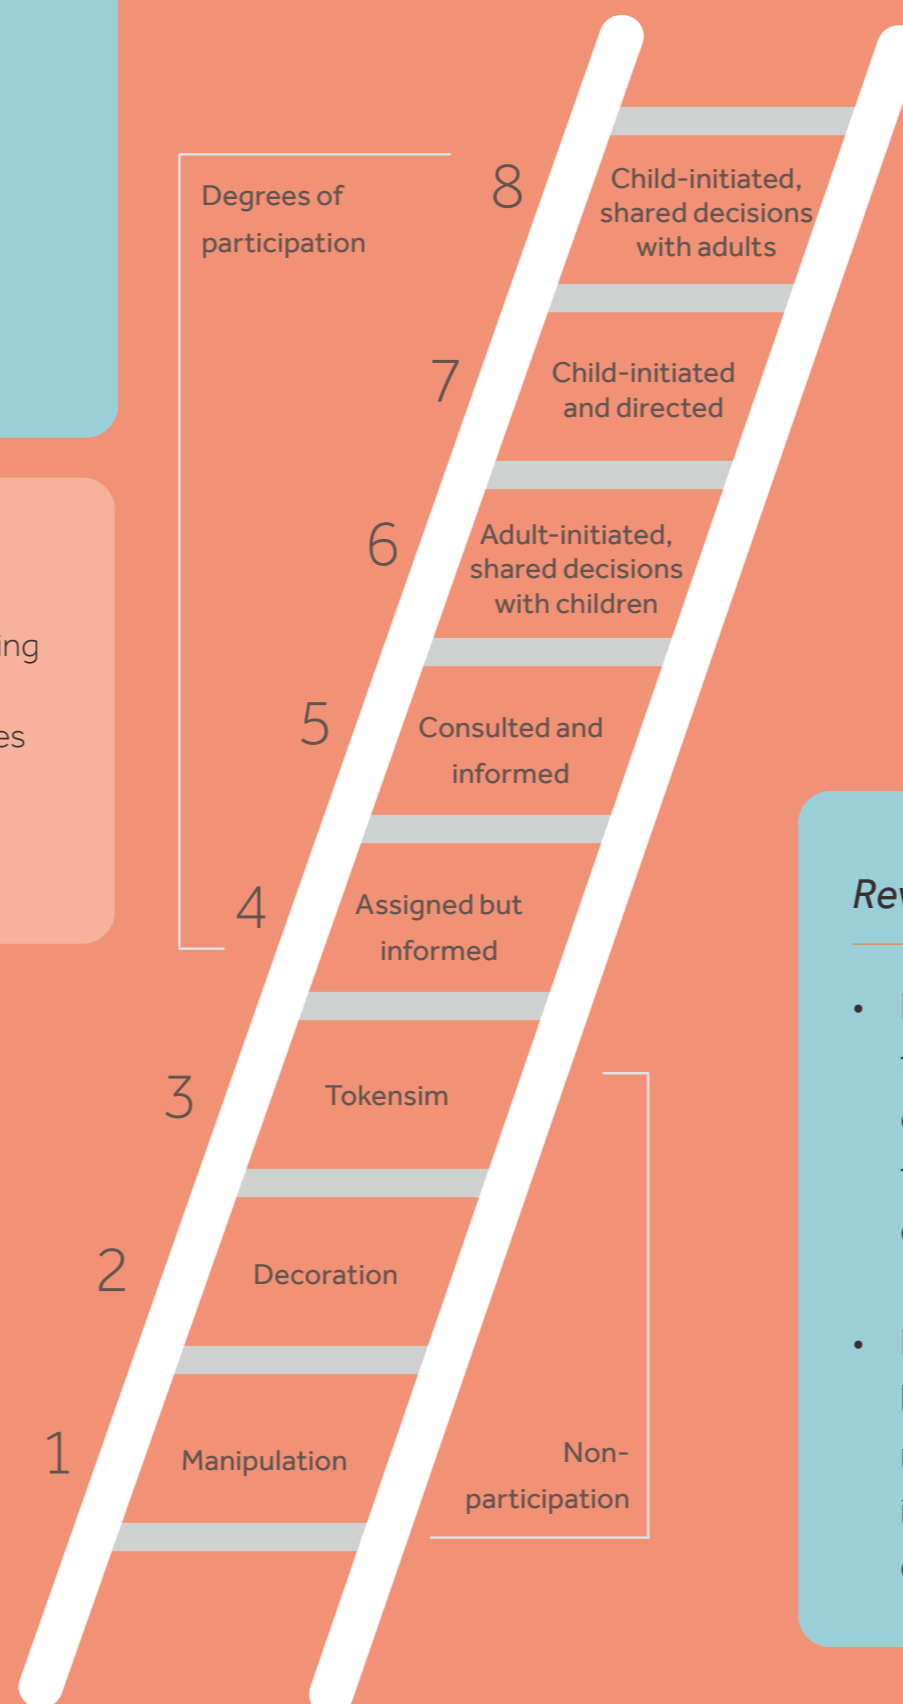 Degrees of
participation
8
Child-initiated,
shared decisions
with adults
7
Child-initiated
and directed
6
Adult-initiated,
shared decisions
with children
5
Consulted and
informed
4
Assigned but
informed
3
Tokensim
2
Decoration
1
Manipulation
Non-
participation
ing
es
Rev
•
•